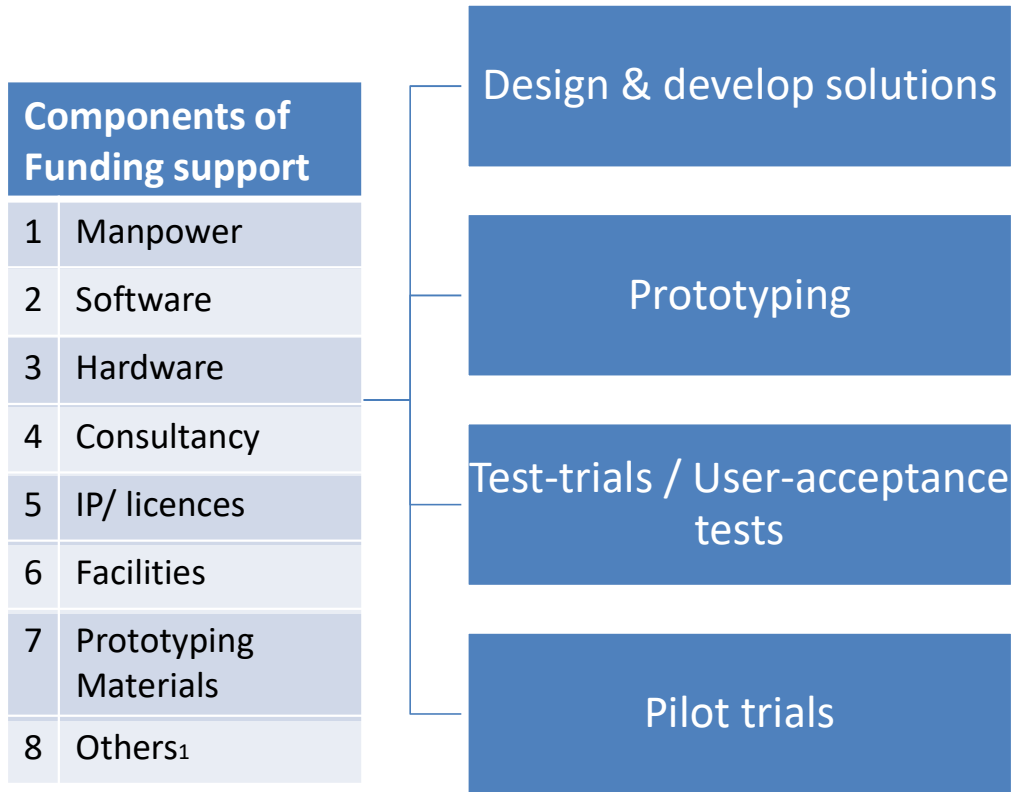 Components of
Funding support
1 Manpower
2 Software
3 Hardware
4 Consultancy
5 IP/ licences
6 Facilities
7 Prototyping
Materials
8 Others1
Design & develop solutions
Prototyping
Test-trials / User-acceptance
tests
Pilot trials